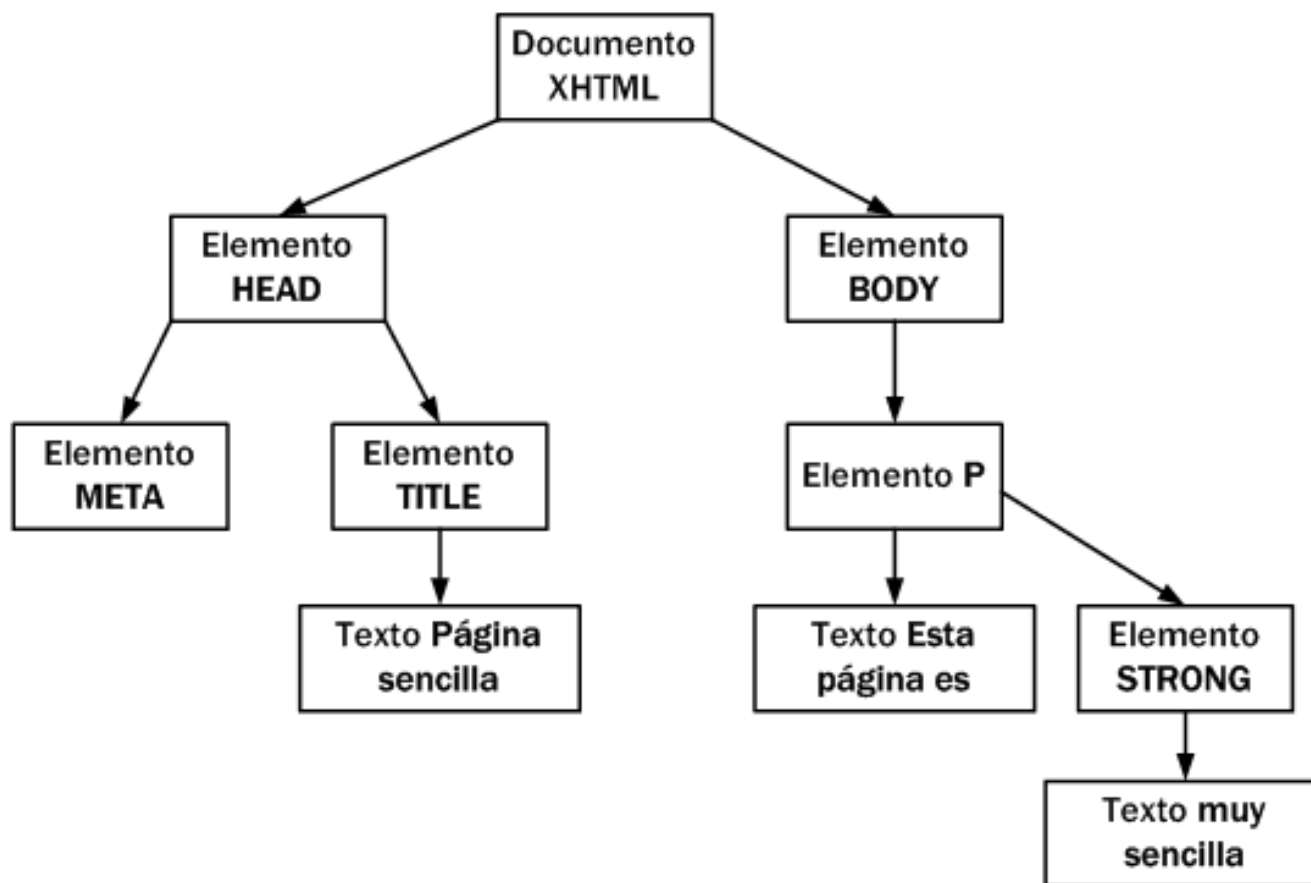 Documento
XHTML
Elemento
HEAD
Elemento
BODY
Elemento
META
Elemento
TITLE
Elemento P
Texto Página
sencilla
Texto Esta
página es
Elemento
STRONG
Texto muy
sencilla